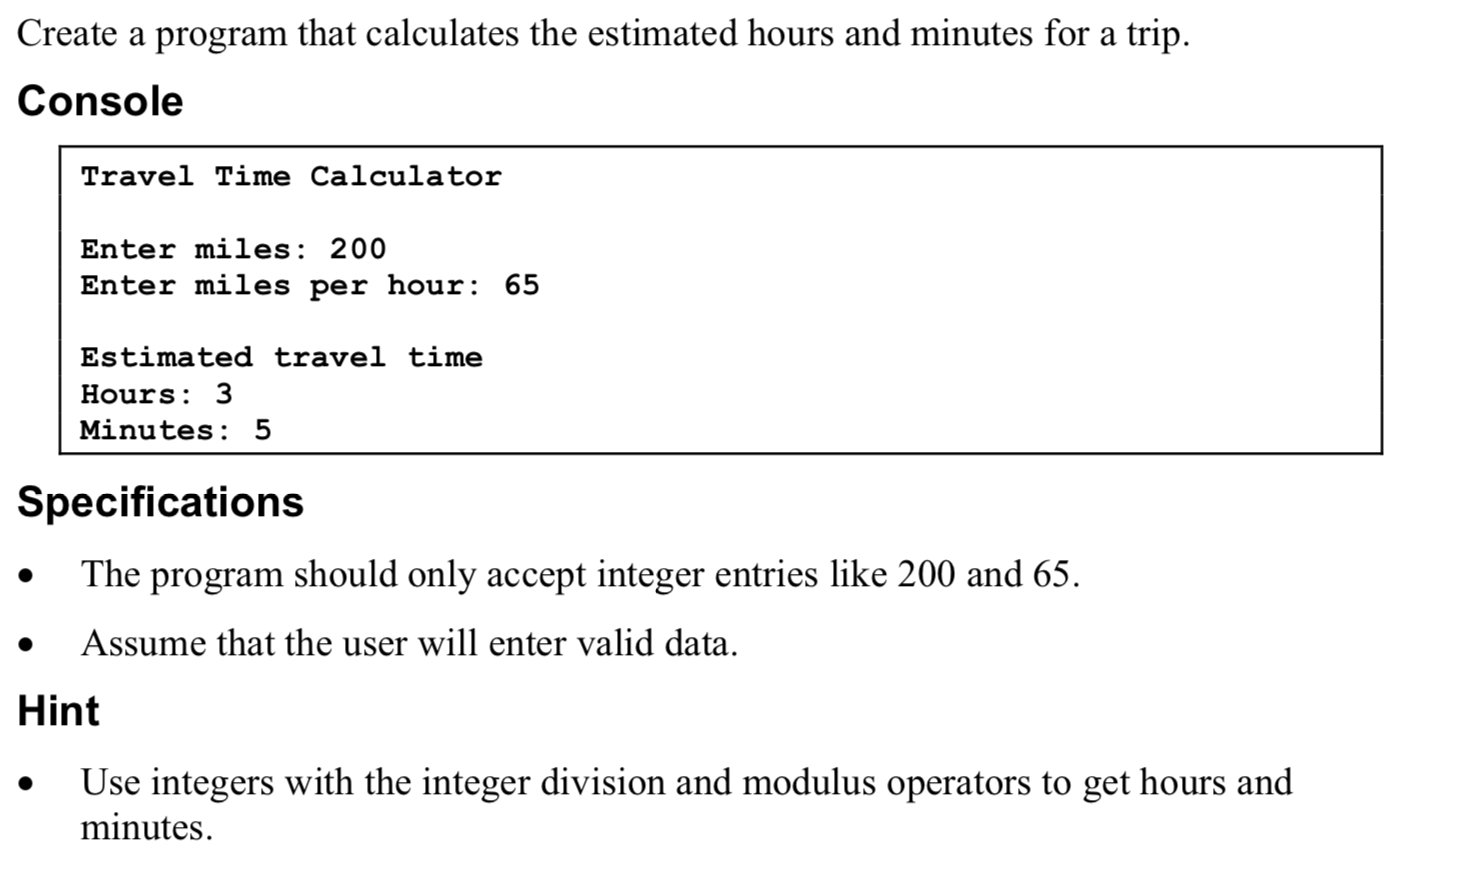 Create a program that calculates the estimated hours and minutes for a trip.
Console
Travel Time Calculator
Enter miles: 200
Enter miles per hour: 65
Estimated travel time
Hours: 3
Minutes: 5
Specifications
• The program should only accept integer entries like 200 and 65.
• Assume that the user will enter valid data.
Hint
• Use integers with the integer division and modulus operators to get hours and
minutes.